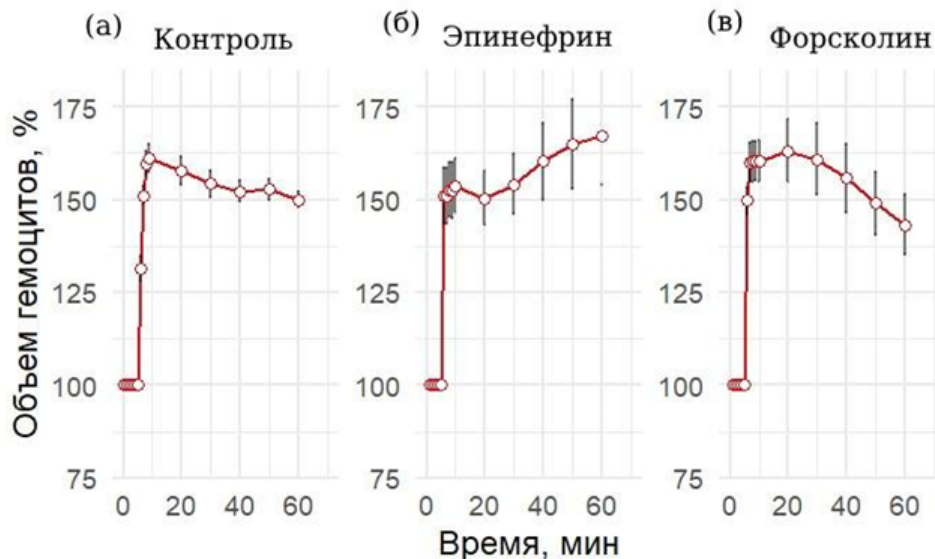 (а) Контроль
(б) Эпинефрин
(в) Форсколин
Объем гемоцитов, %
175
150
125
100
75
175
150
125
100
75
175
150
125
100
75
0 20 40 60
0 20 40 60
0 20 40 60
Время, мин